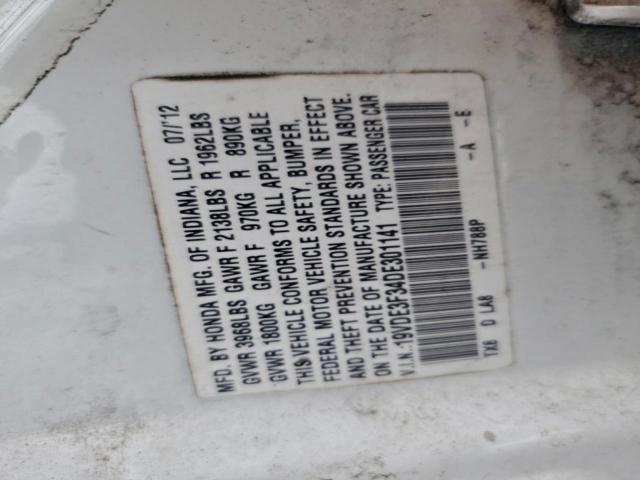 MFD. BY HONDA MFG. OF INDIANA, LLC 07/12
GVWR 3968LBS GAWR F 2138LBS R 1962LBS
GVWR 1800KG GAWR F 970KG R 890KG
THIS VEHICLE CONFORMS TO ALL APPLICABLE
FEDERAL MOTOR VEHICLE SAFETY, BUMPER,
AND THEFT PREVENTION STANDARDS IN EFFECT
ON THE DATE OF MANUFACTURE SHOWN ABOVE.
V.I.N.:19VDE3F34DE301141 TYPE: PASSENGER CAR
TX8 D LA8 -NH788P -A -E